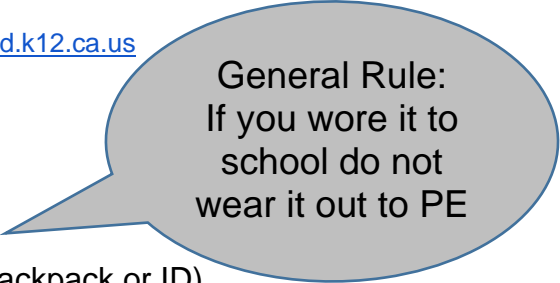 d.k12.ca.us
General Rule:
If you wore it to
school do not
wear it out to PE
ackpack or ID)